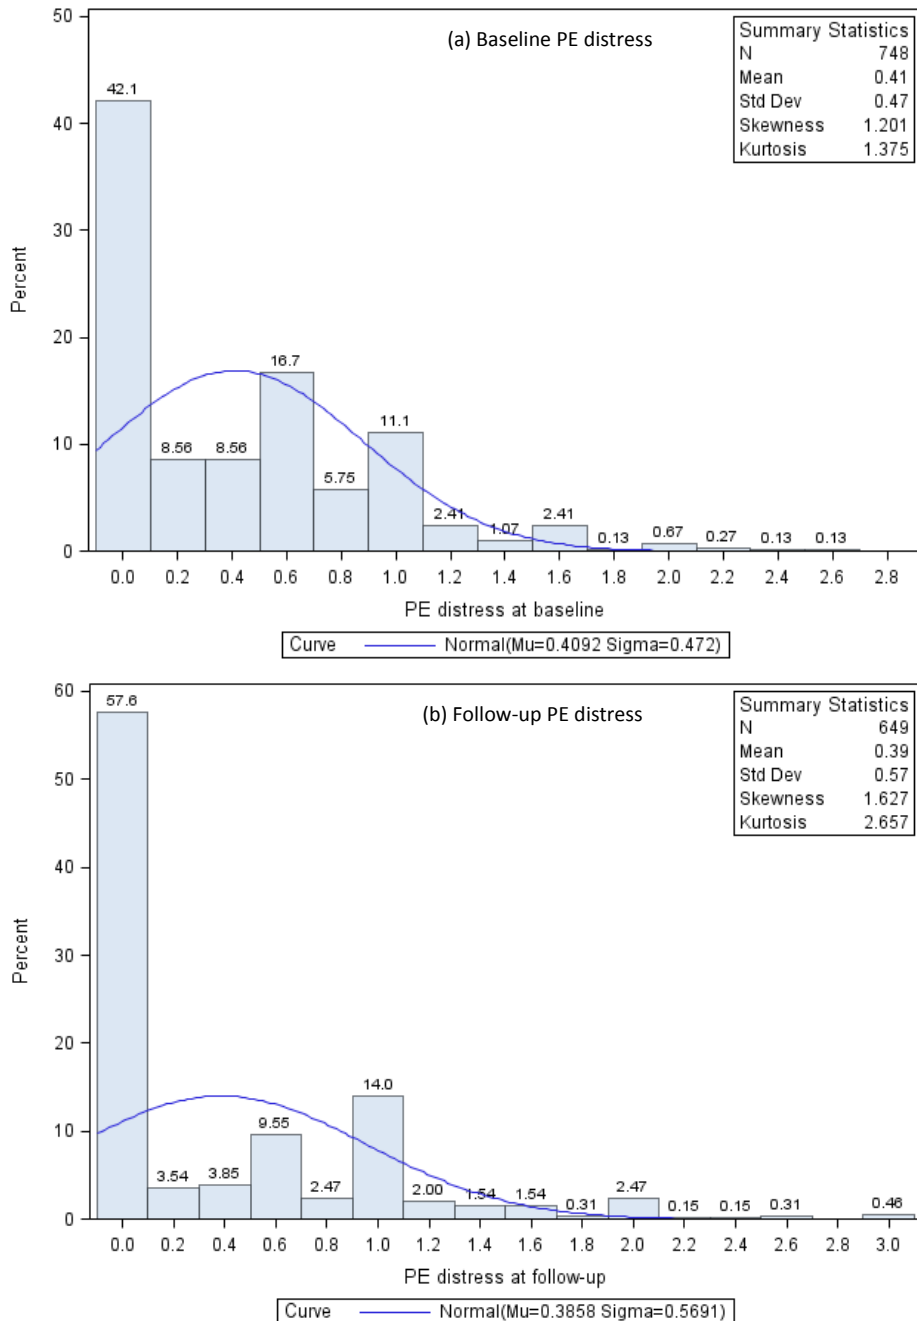 (a) Baseline PE distress
Summary Statistics
N 748
Mean 0.41
Std Dev 0.47
Skewness 1.201
Kurtosis 1.375
50
40
30
20
10
0
Percent
42.1
8.56
8.56
16.7
5.75
11.1
2.41
1.07
2.41
0.13
0.67
0.27
0.13
0.13
0.0 0.2 0.4 0.6 0.8 1.0 1.2 1.4 1.6 1.8 2.0 2.2 2.4 2.6 2.8
PE distress at baseline
Curve Normal(Mu=0.4092 Sigma=0.472)
(b) Follow-up PE distress
Summary Statistics
N 649
Mean 0.39
Std Dev 0.57
Skewness 1.627
Kurtosis 2.657
60
50
40
30
20
10
0
Percent
57.6
3.54
3.85
9.55
2.47
14.0
2.00
1.54
1.54
0.31
2.47
0.15
0.15
0.31
0.46
0.0 0.2 0.4 0.6 0.8 1.0 1.2 1.4 1.6 1.8 2.0 2.2 2.4 2.6 3.0
PE distress at follow-up
Curve Normal(Mu=0.3858 Sigma=0.5691)